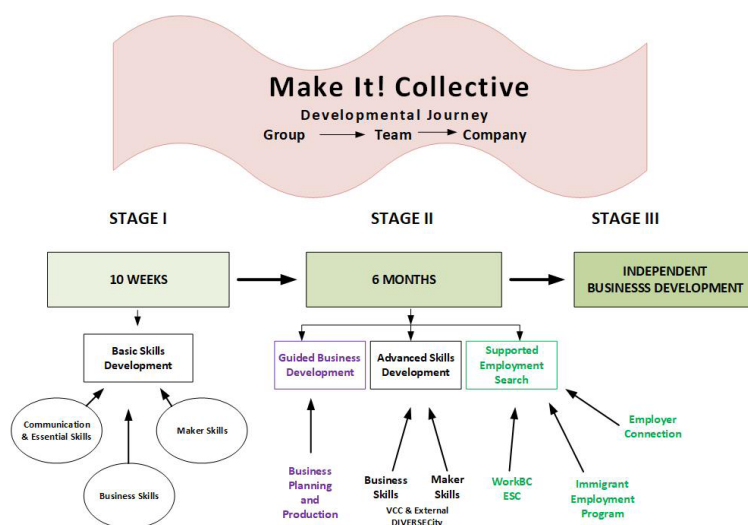 Make It! Collective
Developmental Journey
Group Team Company
STAGE I STAGE II STAGE III
10 WEEKS
6 MONTHS
INDEPENDENT
BUSINESSS DEVELOPMENT
Basic Skills
Development
Guided Business
Development
Advanced Skills
Development
Supported
Employment
Search
Communication
& Essential Skills
Maker Skills
Business Skills
Business
Planning
and
Production
Business
Skills
Maker
Skills
VCC & External
DIVERSECity
WorkBC
ESC
Immigrant
Employment
Program
Employer
Connection